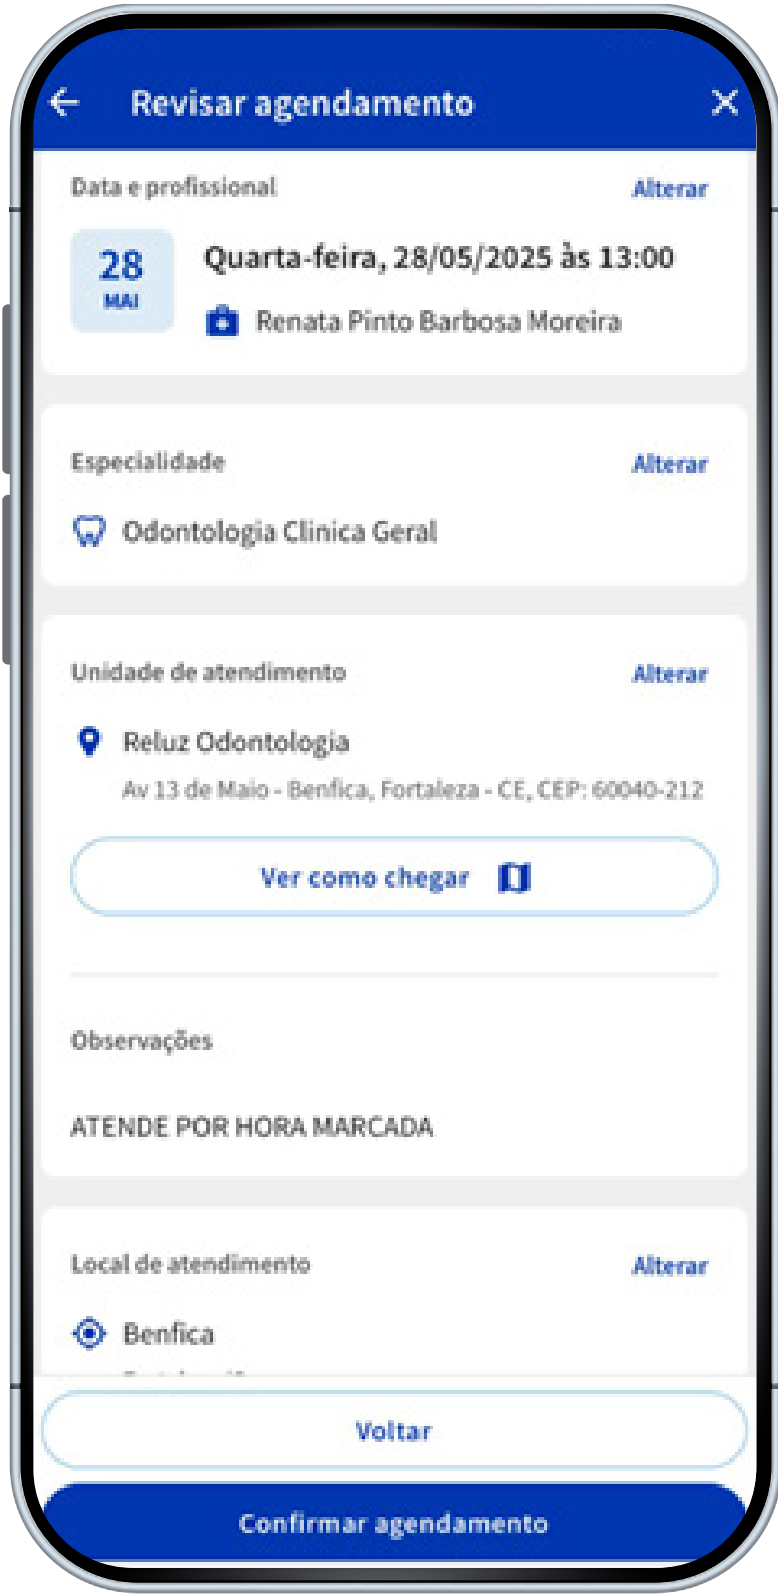 Revisar agendamento
Data e profissional
Alterar
28
MAI
Quarta-feira, 28/05/2025 às 13:00
Renata Pinto Barbosa Moreira
Especialidade
Alterar
Odontologia Clinica Geral
Unidade de atendimento
Alterar
Reluz Odontologia
Av 13 de Maio - Benfica, Fortaleza - CE, CEP: 60040-212
Ver como chegar
Observações
ATENDE POR HORA MARCADA
Local de atendimento
Alterar
Benfica
Voltar
Confirmar agendamento